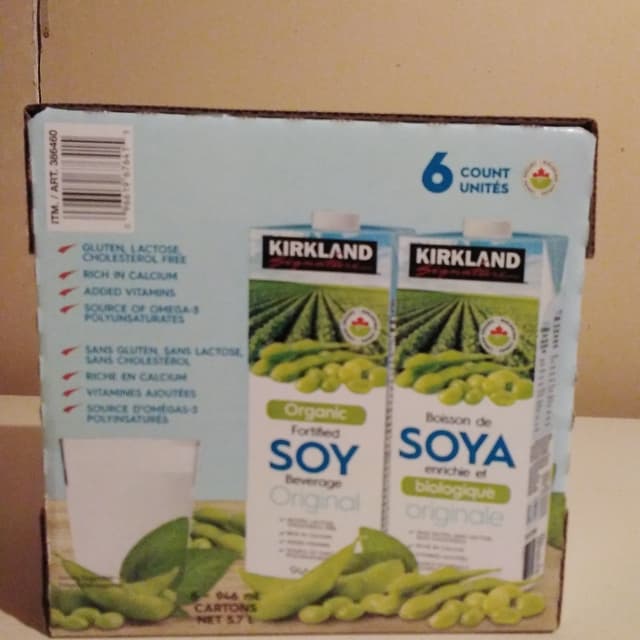 ITM. / ART. 386460
6 COUNT
UNITÉS
GLUTEN, LACTOSE,
CHOLESTEROL FREE
RICH IN CALCIUM
ADDED VITAMINS
SOURCE OF OMEGA-3
POLYUNSATURATES
SANS GLUTEN, SANS LACTOSE,
SANS CHOLESTÉROL
RICHE EN CALCIUM
VITAMINES AJOUTÉES
SOURCE D'OMÉGAS-3
POLYINSATURÉS
KIRKLAND
Signature
Organic
Fortified
SOY
Beverage
Original
KIRKLAND
Signature
Boisson de
SOYA
enrichie et
biologique
originale
6 - 946 mL
CARTONS
NET 5.7 L